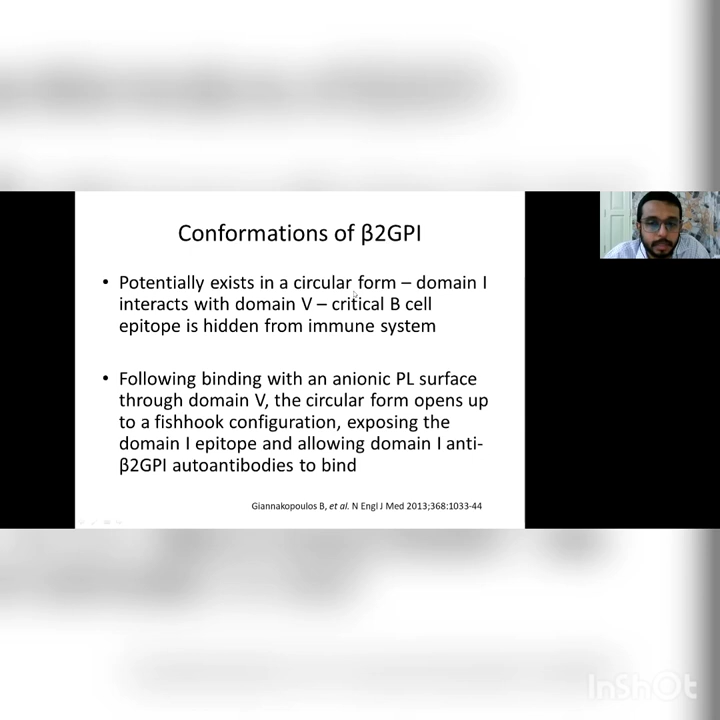 Conformations of β2GPI
• Potentially exists in a circular form – domain I
interacts with domain V – critical B cell
epitope is hidden from immune system
• Following binding with an anionic PL surface
through domain V, the circular form opens up
to a fishhook configuration, exposing the
domain I epitope and allowing domain I anti-
β2GPI autoantibodies to bind
Giannakopoulos B, et al. N Engl J Med 2013;368:1033-44
InShOt